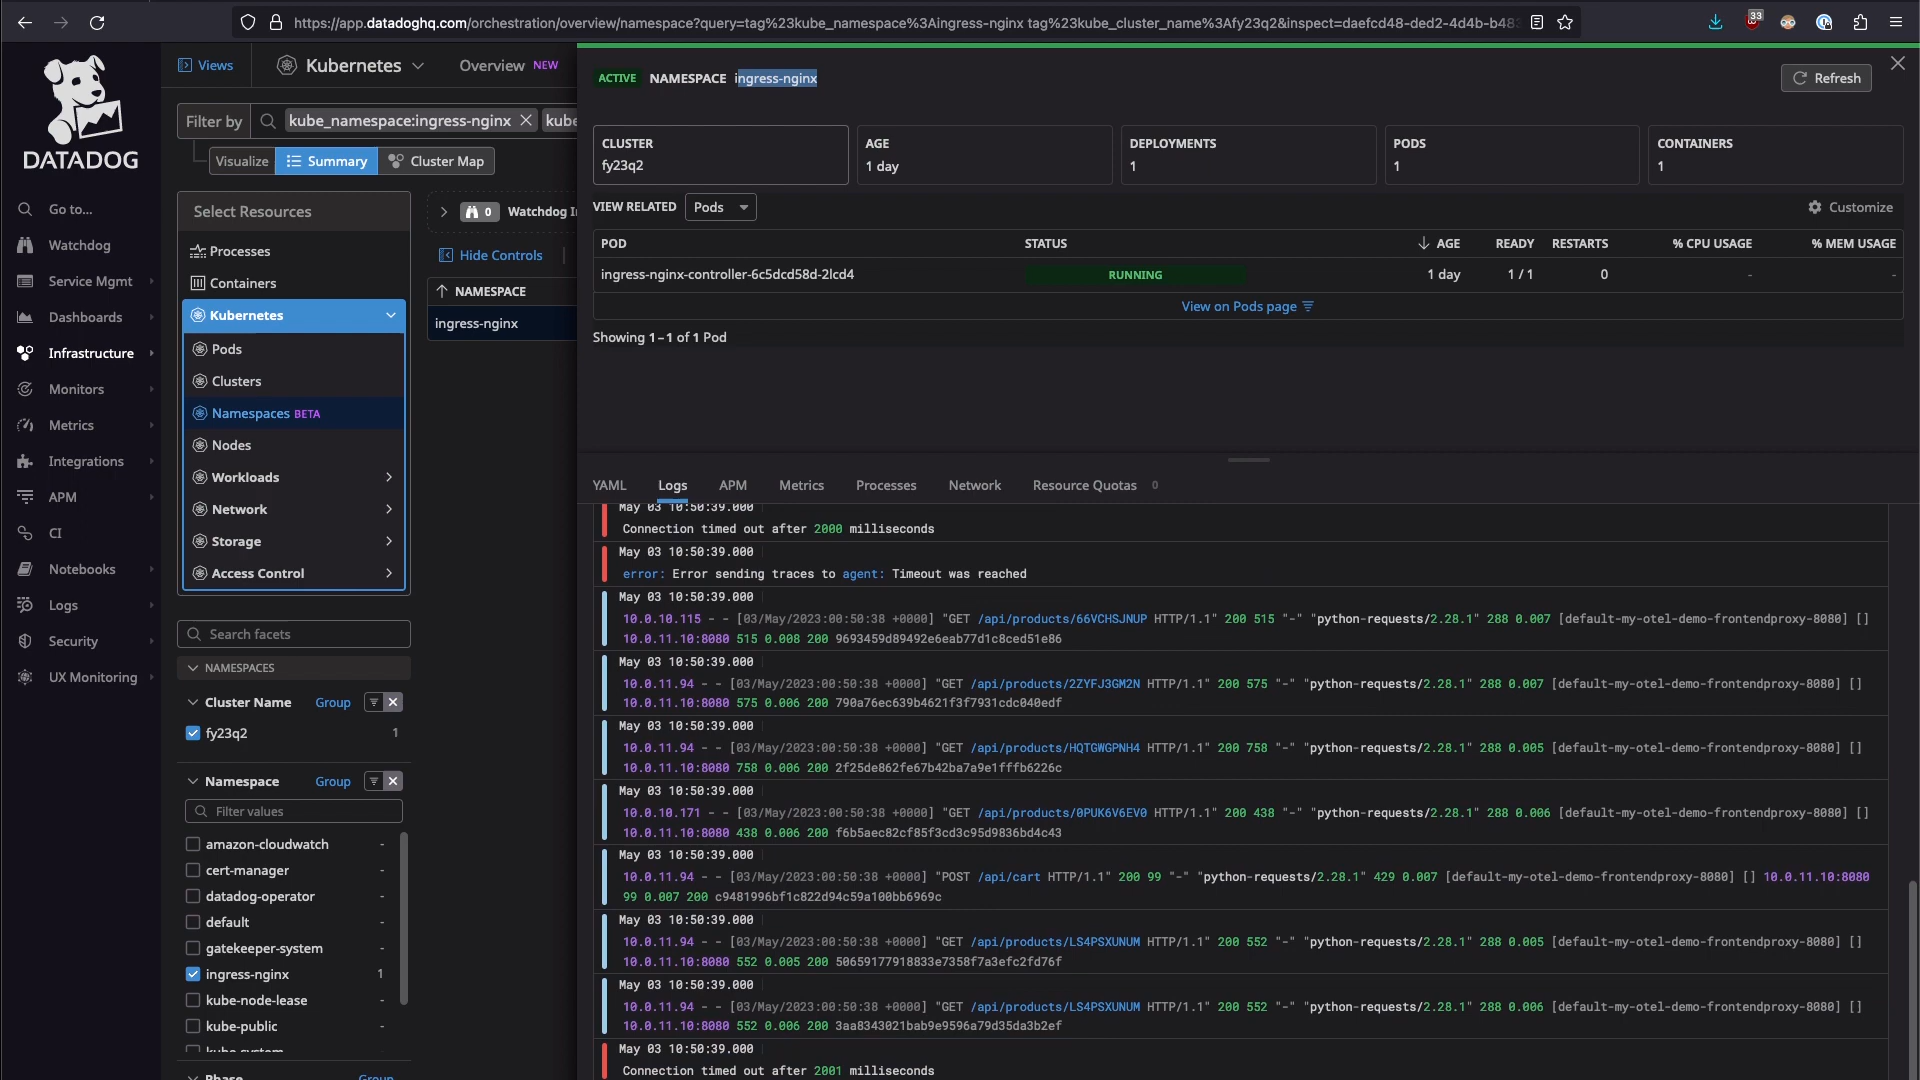 https://app.datadoghq.com/orchestration/overview/namespace?query=tag%23kube_namespace%3Aingress-nginx tag%23kube_cluster_name%3Afy23q2&inspect=daefcd48-ded2-4d4b-b483
33
DATADOG
Go to...
Watchdog
Service Mgmt
Dashboards
Infrastructure
Monitors
Metrics
Integrations
APM
CI
Notebooks
Logs
Security
UX Monitoring
Views
Kubernetes
Overview NEW
Filter by
kube_namespace:ingress-nginx
kube
Visualize
Summary
Cluster Map
Select Resources
Processes
Containers
Kubernetes
Pods
Clusters
Namespaces BETA
Nodes
Workloads
Network
Storage
Access Control
Search facets
NAMESPACES
Cluster Name Group
fy23q2 1
Namespace Group
Filter values
amazon-cloudwatch -
cert-manager -
datadog-operator -
default -
gatekeeper-system -
ingress-nginx 1
kube-node-lease -
kube-public -
kube-system
Phase Group
0 Watchdog In
Hide Controls
NAMESPACE
ingress-nginx
ACTIVE NAMESPACE ingress-nginx
Refresh
CLUSTER
fy23q2
AGE
1 day
DEPLOYMENTS
1
PODS
1
CONTAINERS
1
VIEW RELATED Pods
Customize
POD STATUS AGE READY RESTARTS % CPU USAGE % MEM USAGE
ingress-nginx-controller-6c5dcd58d-2lcd4 RUNNING 1 day 1 / 1 0 - -
View on Pods page
Showing 1–1 of 1 Pod
YAML Logs APM Metrics Processes Network Resource Quotas 0
May 03 10:50:39.000
Connection timed out after 2000 milliseconds
May 03 10:50:39.000
error: Error sending traces to agent: Timeout was reached
May 03 10:50:39.000
10.0.10.115 - - [03/May/2023:00:50:38 +0000] "GET /api/products/66VCHSJNUP HTTP/1.1" 200 515 "-" "python-requests/2.28.1" 288 0.007 [default-my-otel-demo-frontendproxy-8080] []
10.0.11.10:8080 515 0.008 200 9693459d89492e6eab77d1c8ced51e86
May 03 10:50:39.000
10.0.11.94 - - [03/May/2023:00:50:38 +0000] "GET /api/products/2ZYFJ3GM2N HTTP/1.1" 200 575 "-" "python-requests/2.28.1" 288 0.007 [default-my-otel-demo-frontendproxy-8080] []
10.0.11.10:8080 575 0.006 200 790a76ec639b4621f3f7931cdc040edf
May 03 10:50:39.000
10.0.11.94 - - [03/May/2023:00:50:38 +0000] "GET /api/products/HQTGWGPNH4 HTTP/1.1" 200 758 "-" "python-requests/2.28.1" 288 0.005 [default-my-otel-demo-frontendproxy-8080] []
10.0.11.10:8080 758 0.006 200 2f25de862fe67b42ba7a9e1fffb6226c
May 03 10:50:39.000
10.0.10.171 - - [03/May/2023:00:50:38 +0000] "GET /api/products/0PUK6V6EV0 HTTP/1.1" 200 438 "-" "python-requests/2.28.1" 288 0.006 [default-my-otel-demo-frontendproxy-8080] []
10.0.11.10:8080 438 0.006 200 f6b5aec82cf85f3cd3c95d9836bd4c43
May 03 10:50:39.000
10.0.11.94 - - [03/May/2023:00:50:38 +0000] "POST /api/cart HTTP/1.1" 200 99 "-" "python-requests/2.28.1" 429 0.007 [default-my-otel-demo-frontendproxy-8080] [] 10.0.11.10:8080
99 0.007 200 c9481996bf1c822d94c59a100bb6969c
May 03 10:50:39.000
10.0.11.94 - - [03/May/2023:00:50:38 +0000] "GET /api/products/LS4PSXUNUM HTTP/1.1" 200 552 "-" "python-requests/2.28.1" 288 0.005 [default-my-otel-demo-frontendproxy-8080] []
10.0.11.10:8080 552 0.005 200 50659177918833e7358f7a3efc2fd76f
May 03 10:50:39.000
10.0.11.94 - - [03/May/2023:00:50:38 +0000] "GET /api/products/LS4PSXUNUM HTTP/1.1" 200 552 "-" "python-requests/2.28.1" 288 0.006 [default-my-otel-demo-frontendproxy-8080] []
10.0.11.10:8080 552 0.006 200 3aa8343021bab9e9596a79d35da3b2ef
May 03 10:50:39.000
Connection timed out after 2001 milliseconds